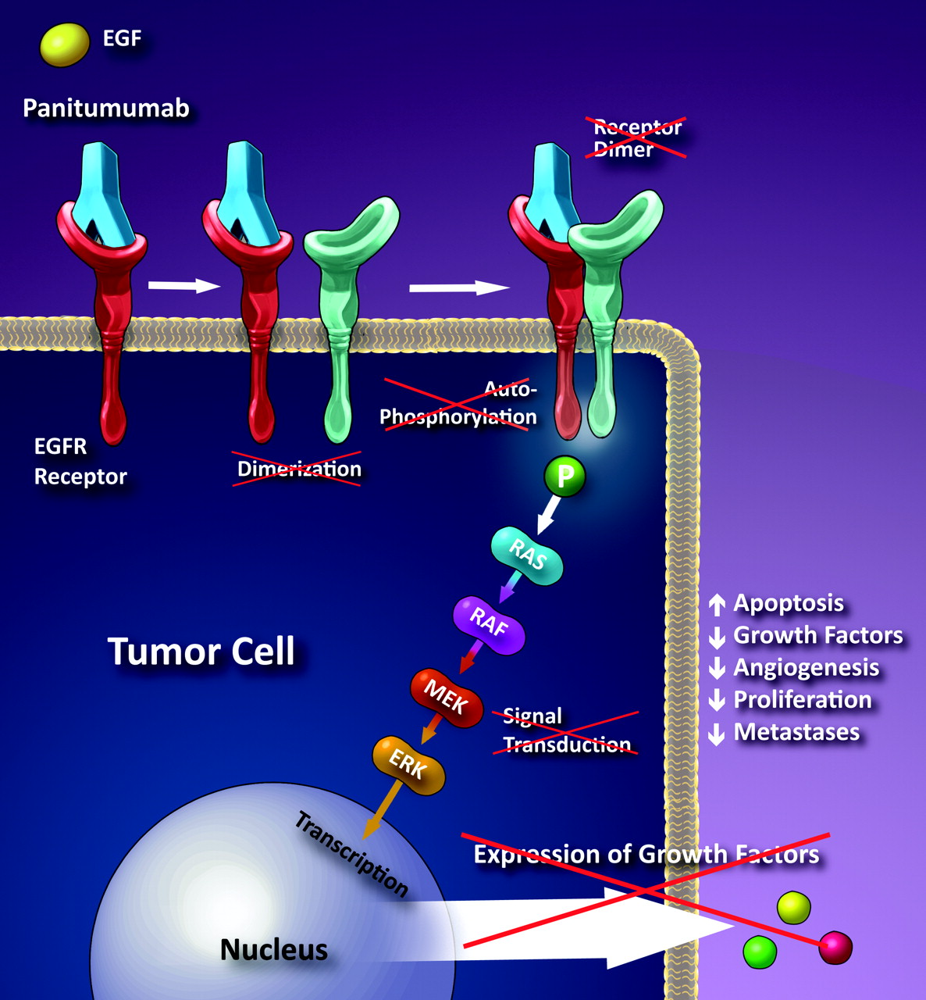 EGF
Panitumumab
Receptor
Dimer
Auto-
Phosphorylation
EGFR
Receptor
Dimerization
P
RAS
RAF
MEK
ERK
Tumor Cell
Apoptosis
Growth Factors
Angiogenesis
Proliferation
Metastases
Signal
Transduction
Transcription
Expression of Growth Factors
Nucleus